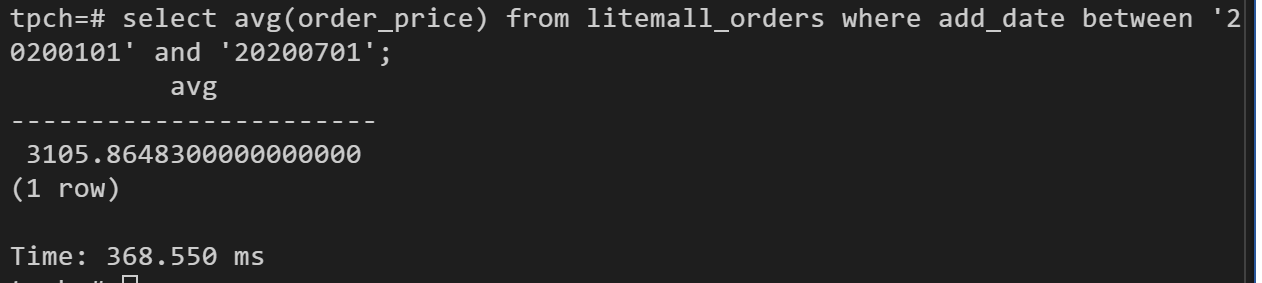 tpch=# select avg(order_price) from litemall_orders where add_date between '2
0200101' and '20200701';
avg
-----------------------
3105.8648300000000000
(1 row)
Time: 368.550 ms